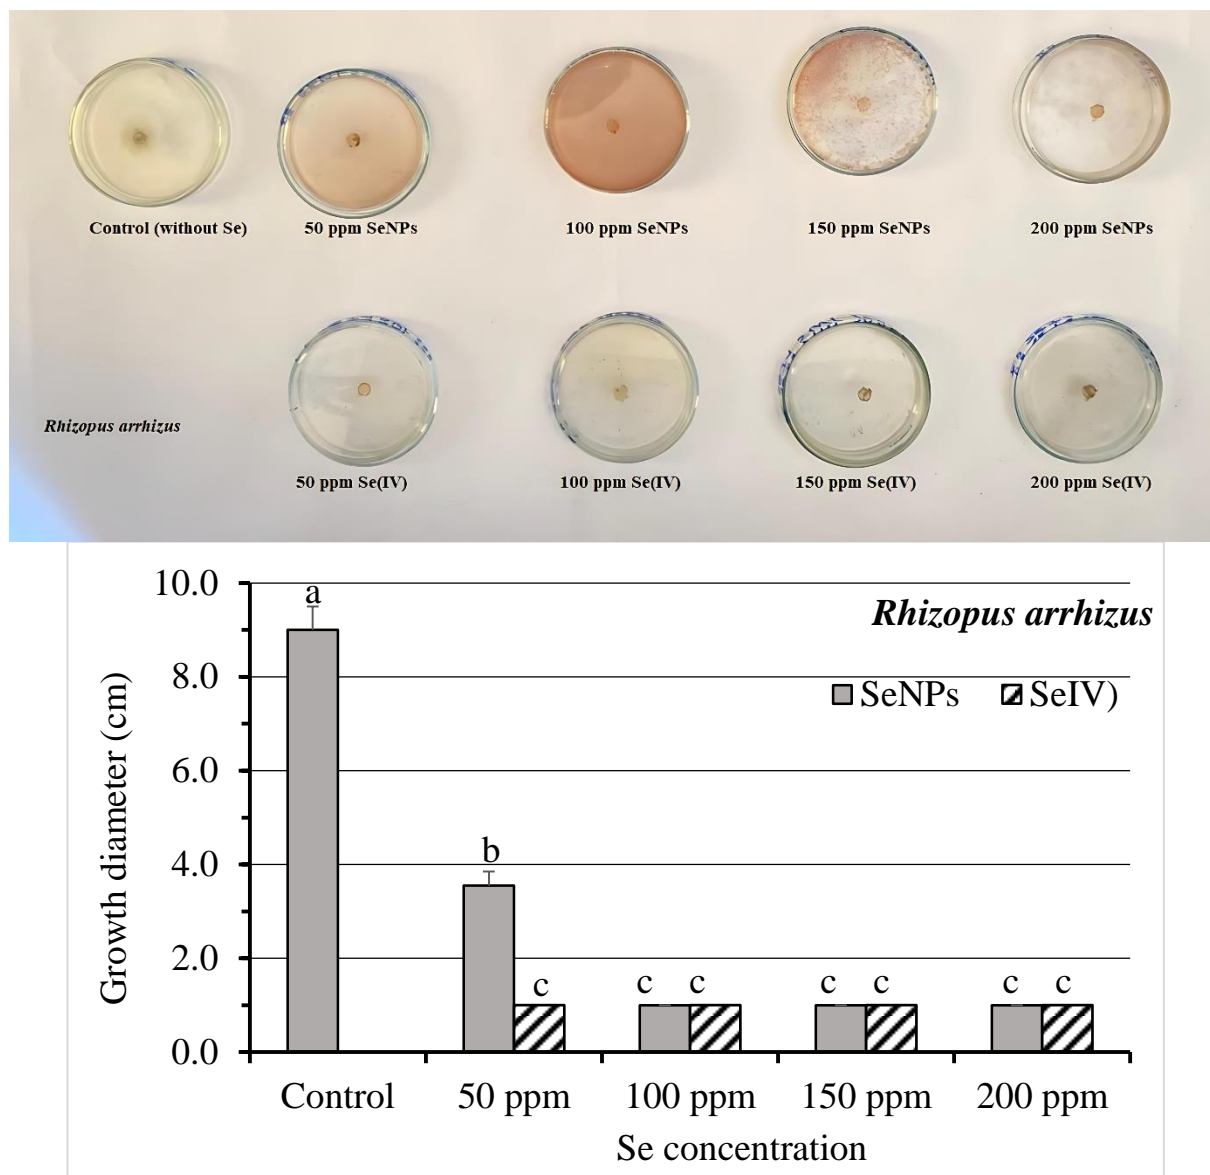 Control (without Se)
50 ppm SeNPs
100 ppm SeNPs
150 ppm SeNPs
200 ppm SeNPs
Rhizopus arrhizus
50 ppm Se(IV)
100 ppm Se(IV)
150 ppm Se(IV)
200 ppm Se(IV)
10.0
8.0
6.0
4.0
2.0
0.0
Growth diameter (cm)
Rhizopus arrhizus
SeNPs
SeIV)
a
b
c
c c
c c
c c
Control
50 ppm
100 ppm
150 ppm
200 ppm
Se concentration